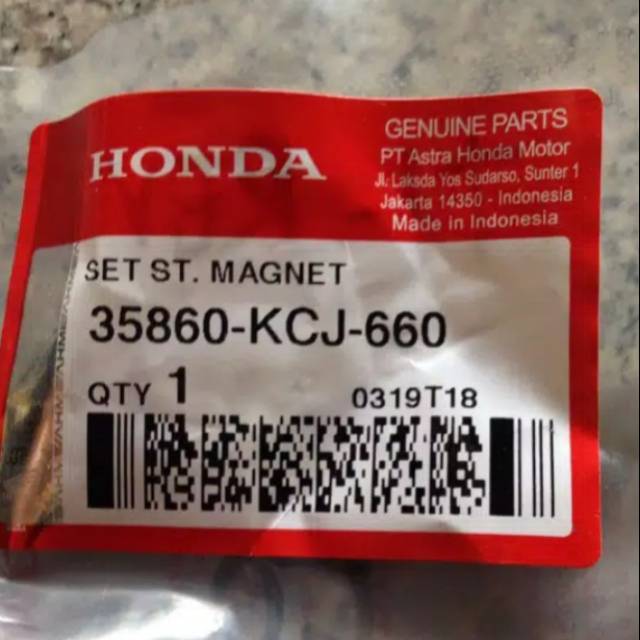 HONDA
GENUINE PARTS
PT Astra Honda Motor
Jl. Laksda Yos Sudarso, Sunter 1
Jakarta 14350 - Indonesia
Made in Indonesia
SET ST. MAGNET
35860-KCJ-660
QTY 1
0319T18